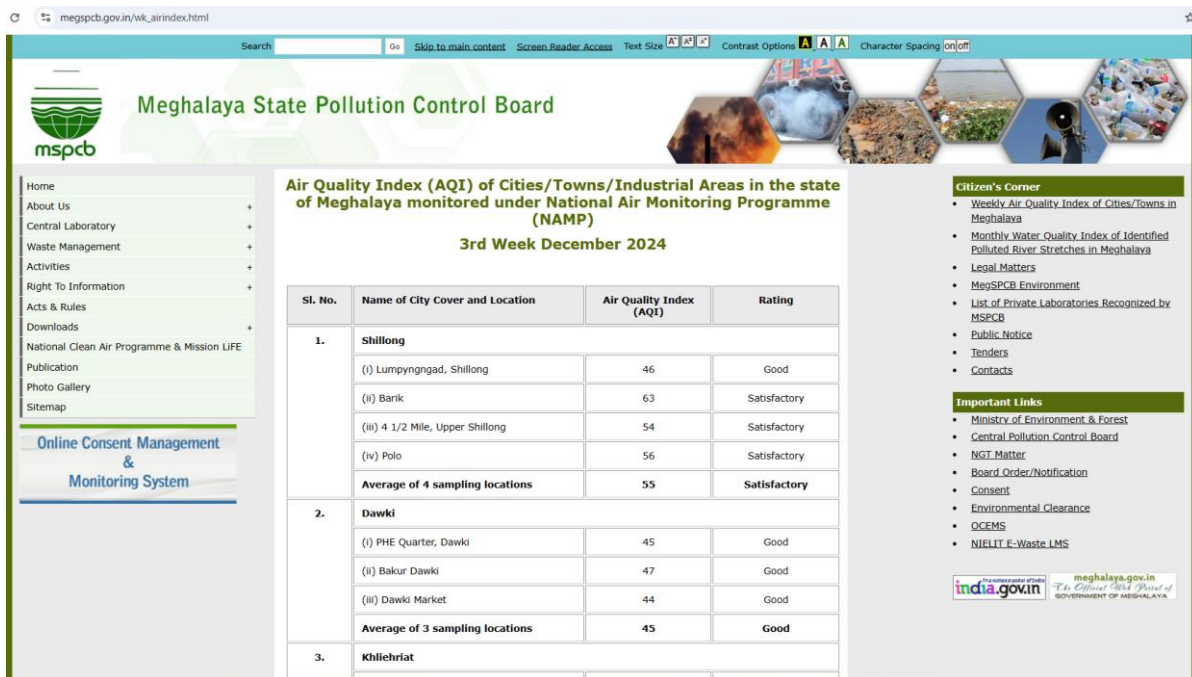 megspcb.gov.in/wk_airindex.html
Search Go Skip to main content Screen Reader Access Text Size A+ A= A- Contrast Options A A A Character Spacing on off
mspcb
Meghalaya State Pollution Control Board
Home
About Us +
Central Laboratory +
Waste Management +
Activities +
Right To Information +
Acts & Rules
Downloads +
National Clean Air Programme & Mission LiFE
Publication
Photo Gallery
Sitemap
Online Consent Management
&
Monitoring System
Air Quality Index (AQI) of Cities/Towns/Industrial Areas in the state
of Meghalaya monitored under National Air Monitoring Programme
(NAMP)
3rd Week December 2024
Sl. No. Name of City Cover and Location Air Quality Index (AQI) Rating
1. Shillong
(i) Lumpyngngad, Shillong 46 Good
(ii) Barik 63 Satisfactory
(iii) 4 1/2 Mile, Upper Shillong 54 Satisfactory
(iv) Polo 56 Satisfactory
Average of 4 sampling locations 55 Satisfactory
2. Dawki
(i) PHE Quarter, Dawki 45 Good
(ii) Bakur Dawki 47 Good
(iii) Dawki Market 44 Good
Average of 3 sampling locations 45 Good
3. Khliehriat
Citizen's Corner
• Weekly Air Quality Index of Cities/Towns in
Meghalaya
• Monthly Water Quality Index of Identified
Polluted River Stretches in Meghalaya
• Legal Matters
• MegSPCB Environment
• List of Private Laboratories Recognized by
MSPCB
• Public Notice
• Tenders
• Contacts
Important Links
• Ministry of Environment & Forest
• Central Pollution Control Board
• NGT Matter
• Board Order/Notification
• Consent
• Environmental Clearance
• OCEMS
• NIELIT E-Waste LMS
The national portal of India
india.gov.in
meghalaya.gov.in
The Official Web Portal of
GOVERNMENT OF MEGHALAYA